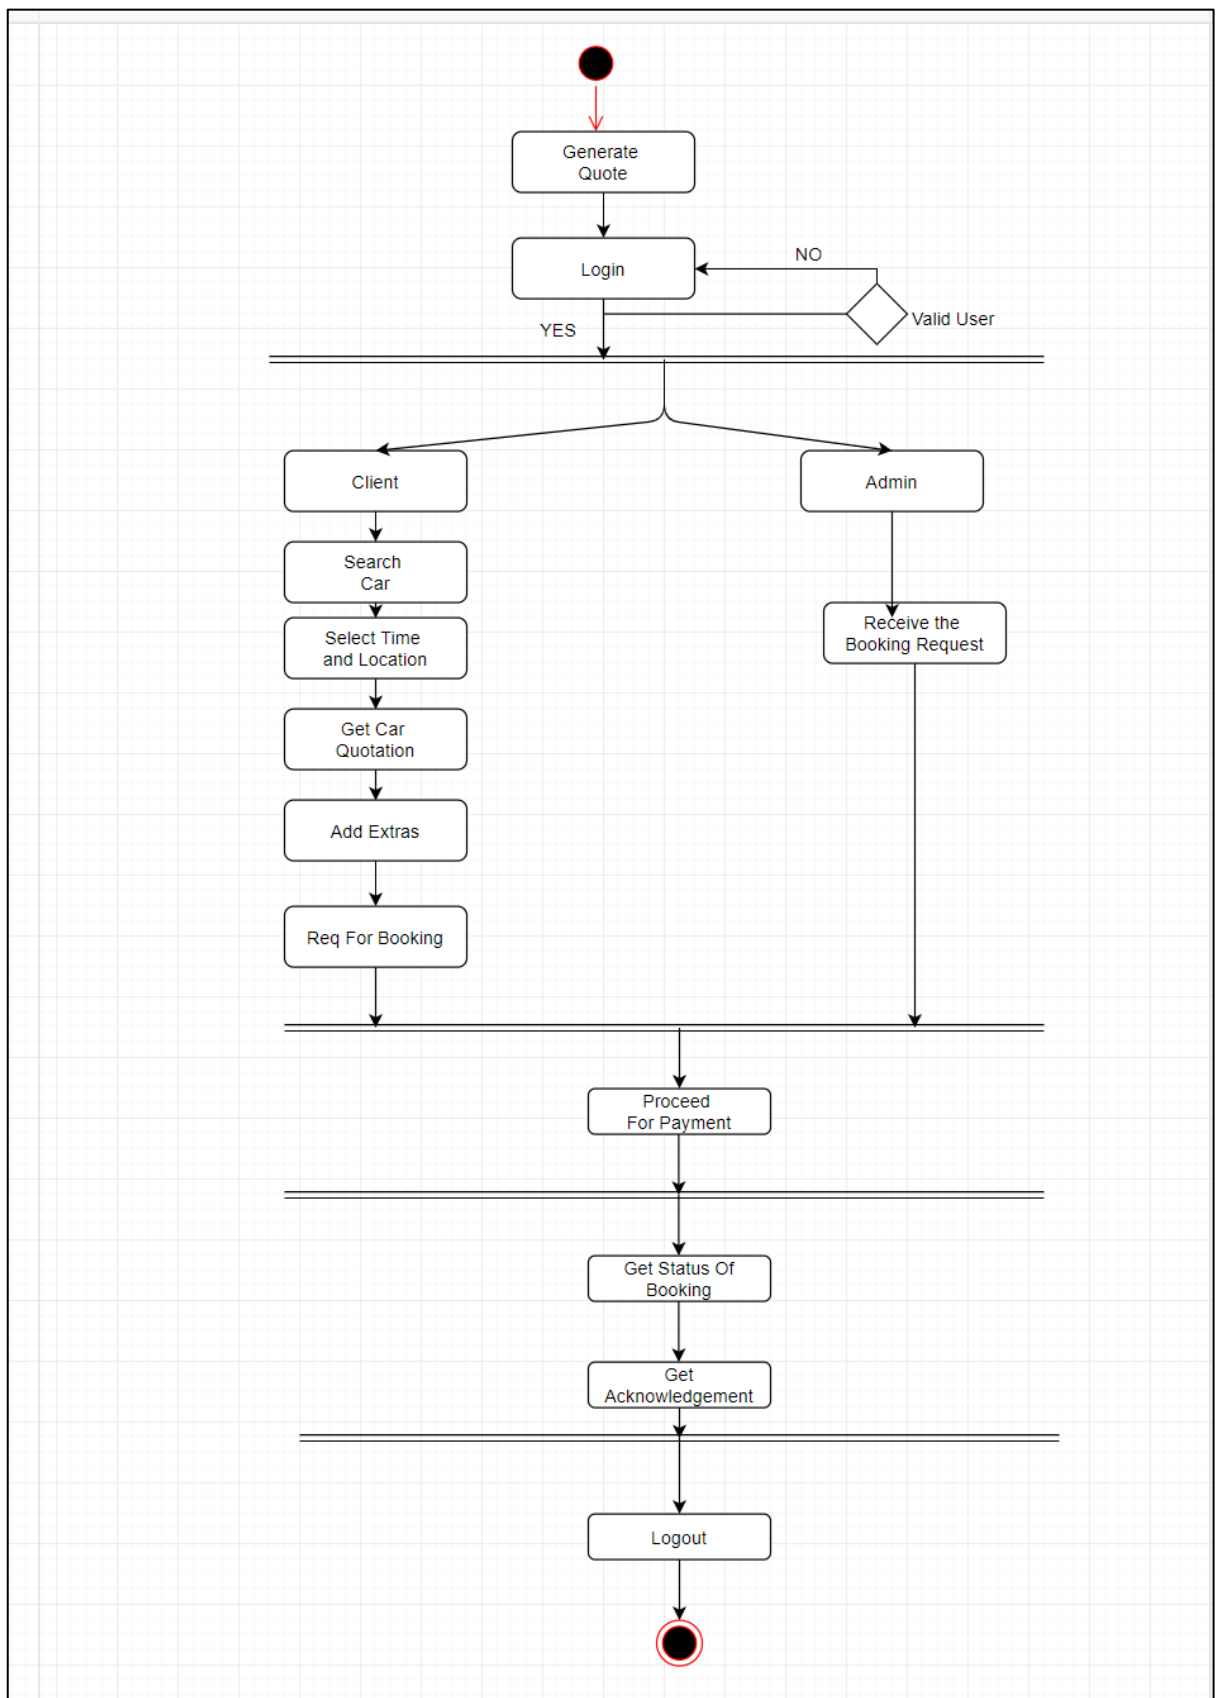 Generate
Quote
Login
NO
Valid User
YES
Client
Admin
Search
Car
Select Time
and Location
Receive the
Booking Request
Get Car
Quotation
Add Extras
Req For Booking
Proceed
For Payment
Get Status Of
Booking
Get
Acknowledgement
Logout